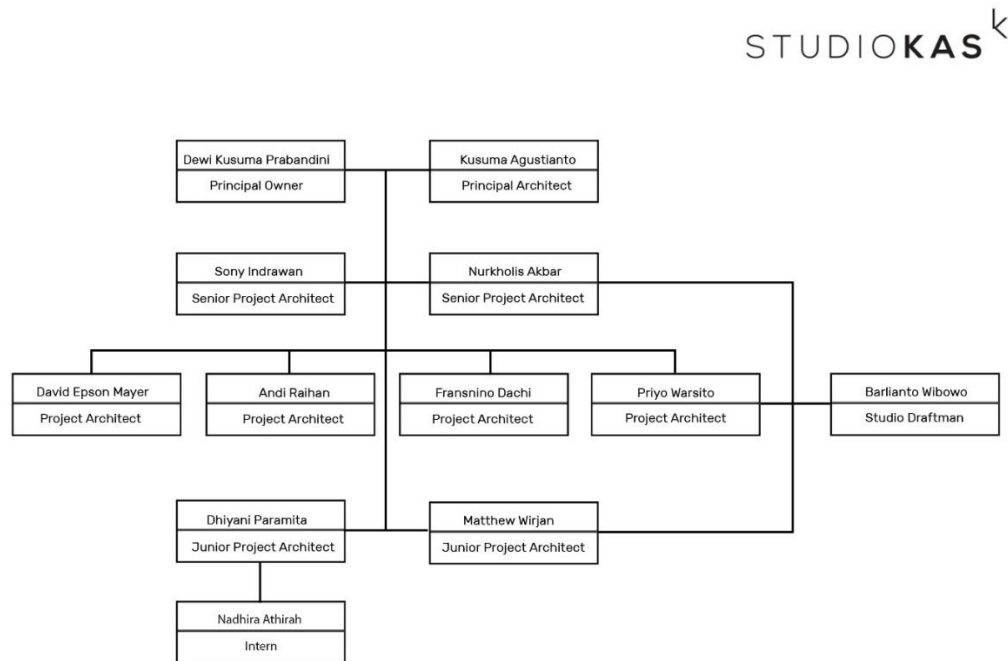 STUDIOKAS k
Dewi Kusuma Prabandini
Principal Owner
Kusuma Agustianto
Principal Architect
Sony Indrawan
Senior Project Architect
Nurkholis Akbar
Senior Project Architect
David Epson Mayer
Project Architect
Andi Raihan
Project Architect
Fransnino Dachi
Project Architect
Priyo Warsito
Project Architect
Barlianto Wibowo
Studio Draftman
Dhiyani Paramita
Junior Project Architect
Matthew Wirjan
Junior Project Architect
Nadhira Athirah
Intern